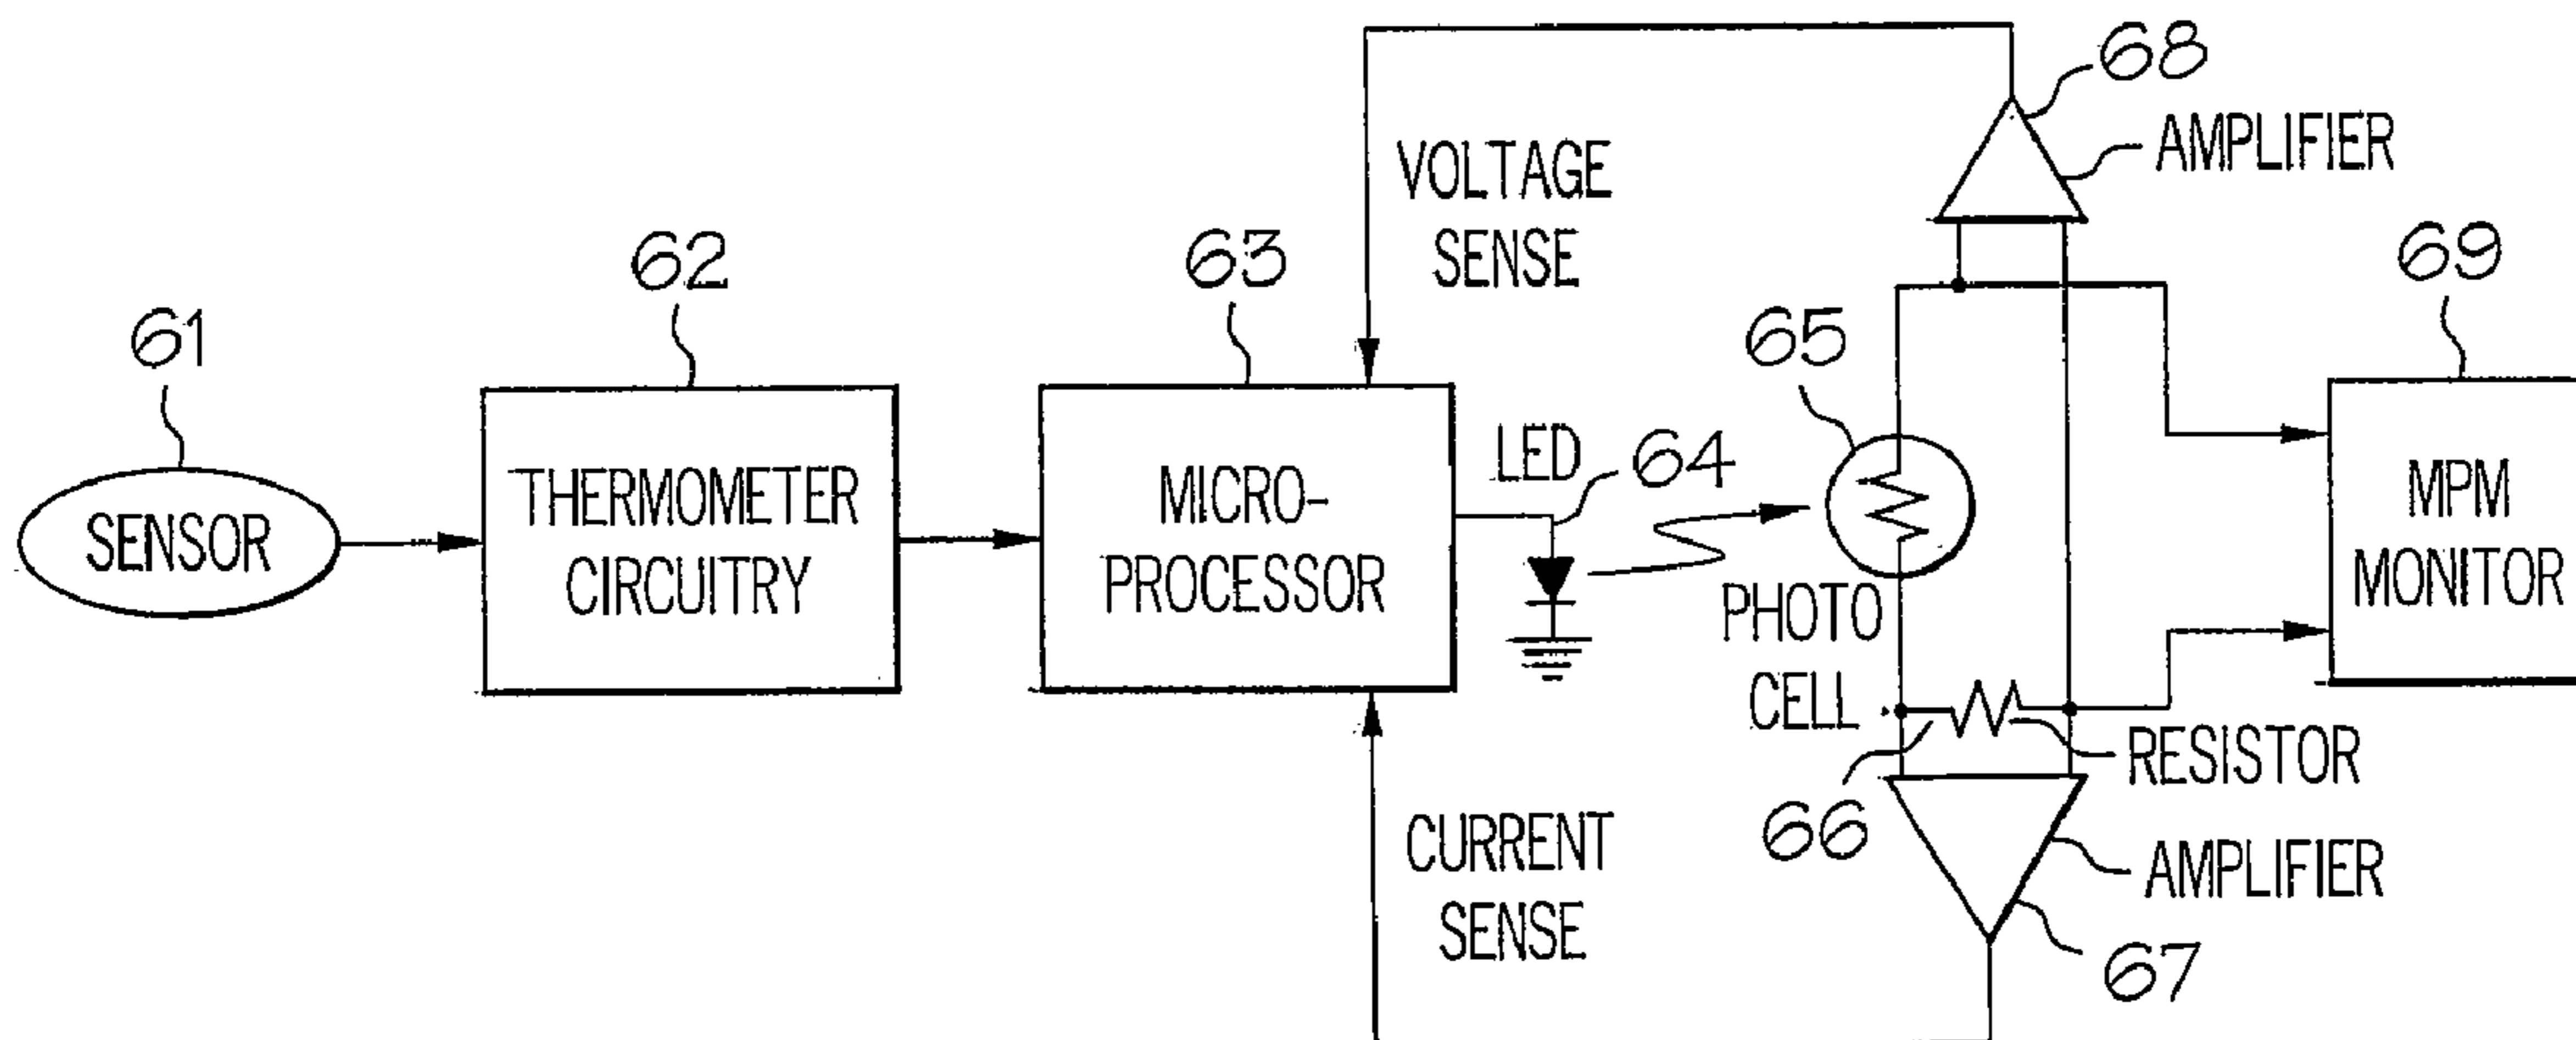 68
AMPLIFIER
VOLTAGE
SENSE
61
62
63
65
69
SENSOR
THERMOMETER
CIRCUITRY
MICRO-
PROCESSOR
LED
64
PHOTO
CELL
MPM
MONITOR
66
RESISTOR
CURRENT
SENSE
AMPLIFIER
67